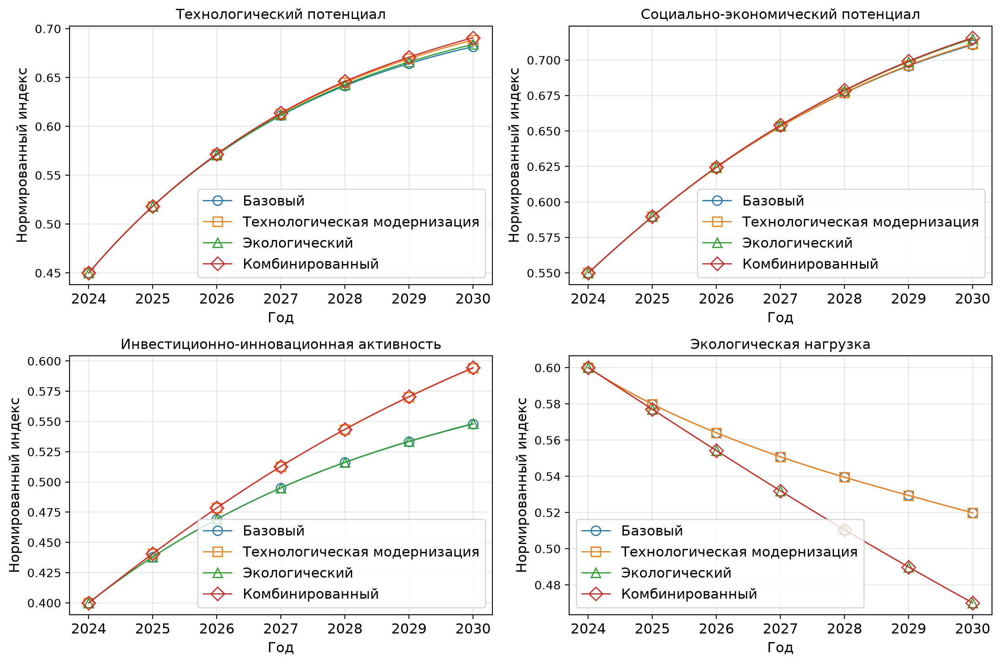 Технологический потенциал
Нормированный индекс
0.70
0.65
0.60
0.55
0.50
0.45
Базовый
Технологическая модернизация
Экологический
Комбинированный
2024 2025 2026 2027 2028 2029 2030
Год
Социально-экономический потенциал
Нормированный индекс
0.700
0.675
0.650
0.625
0.600
0.575
0.550
Базовый
Технологическая модернизация
Экологический
Комбинированный
2024 2025 2026 2027 2028 2029 2030
Год
Инвестиционно-инновационная активность
Нормированный индекс
0.600
0.575
0.550
0.525
0.500
0.475
0.450
0.425
0.400
Базовый
Технологическая модернизация
Экологический
Комбинированный
2024 2025 2026 2027 2028 2029 2030
Год
Экологическая нагрузка
Нормированный индекс
0.60
0.58
0.56
0.54
0.52
0.50
0.48
Базовый
Технологическая модернизация
Экологический
Комбинированный
2024 2025 2026 2027 2028 2029 2030
Год